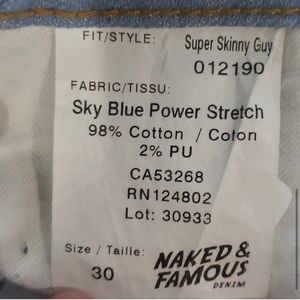 FIT/STYLE: Super Skinny Guy
012190
FABRIC/TISSU:
Sky Blue Power Stretch
98% Cotton / Coton
2% PU
CA53268
RN124802
Lot: 30933
Size / Taille:
30
NAKED &
FAMOUS
DENIM